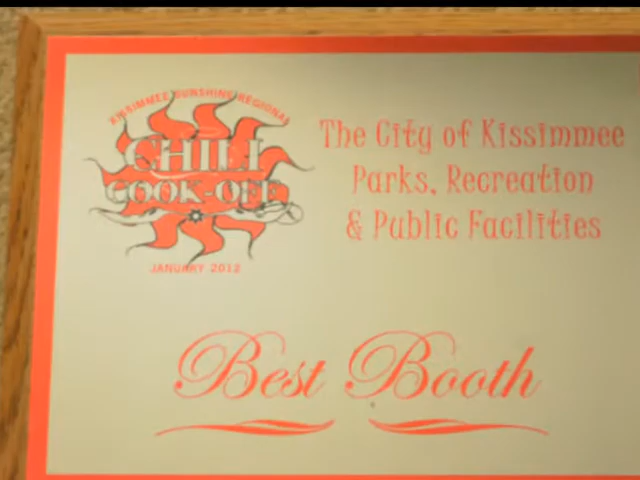 KISSIMMEE SUNSHINE REGIONAL
CHILI
COOK-OFF
JANUARY 2012
The City of Kissimmee
Parks, Recreation
& Public Facilities
Best Booth